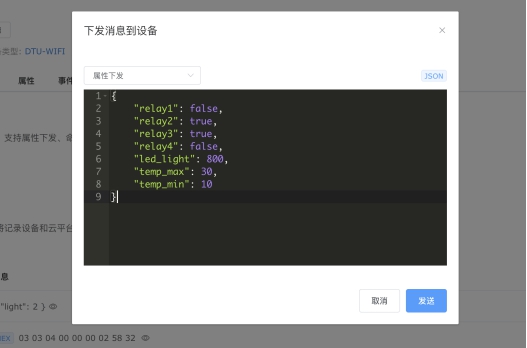 下发消息到设备
类型: DTU-WIFI
属性 事件
属性下发 JSON
支持属性下发、命
1 {
2 "relay1": false,
3 "relay2": true,
4 "relay3": true,
5 "relay4": false,
6 "led_light": 800,
7 "temp_max": 30,
8 "temp_min": 10
9 }
将记录设备和云平台
息
"light": 2 }
取消 发送
HEX 03 03 04 00 00 00 02 58 32